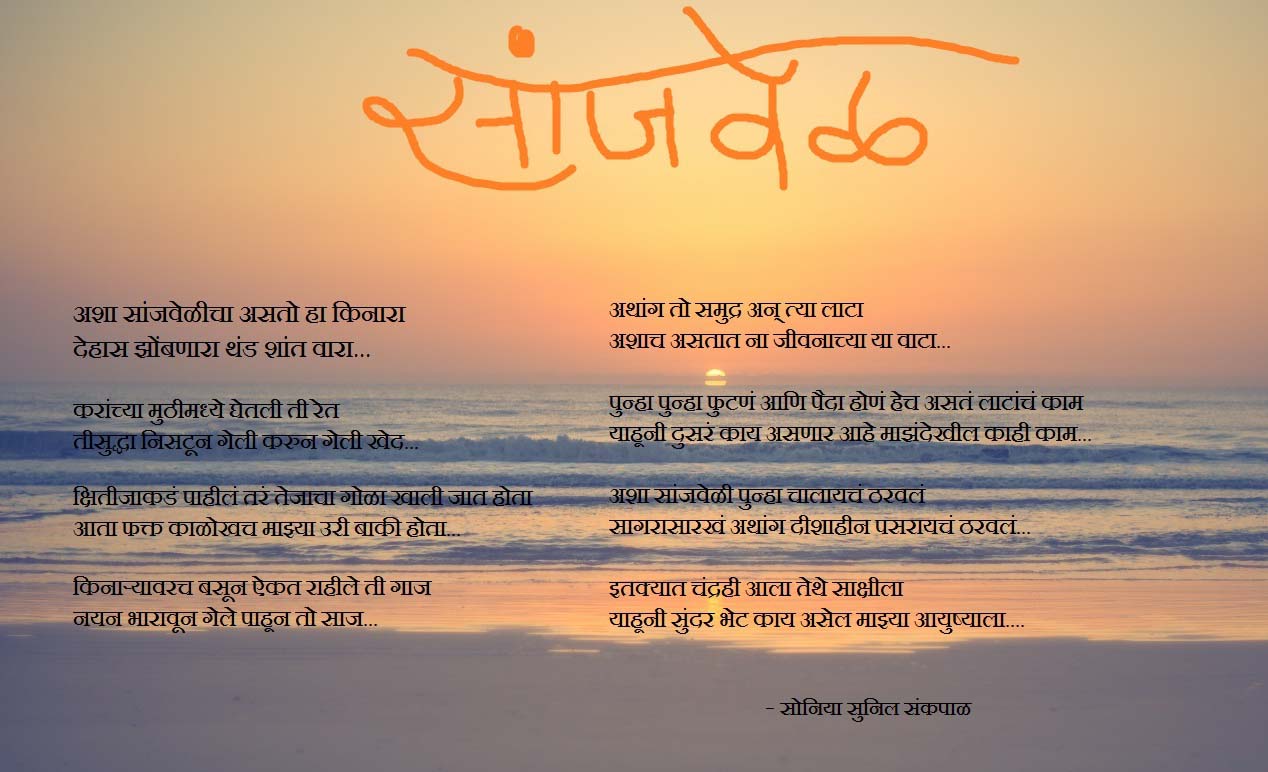 सांजवेळ
अशा सांजवेळीचा असतो हा किनारा
देहास झोंबणारा थंड शांत वारा...
करांच्या मुठीमध्ये घेतली ती रेत
तीसुद्धा निसटून गेली करुन गेली खेद...
क्षितीजाकडं पाहीलं तरं तेजाचा गोळा खाली जात होता
आता फक्त काळोखच माझ्या उरी बाकी होता...
किनाऱ्यावरच बसून ऐकत राहीले ती गाज
नयन भारावून गेले पाहून तो साज...
अथांग तो समुद्र अन् त्या लाटा
अशाच असतात ना जीवनाच्या या वाटा...
पुन्हा पुन्हा फुटणं आणि पैदा होणं हेच असतं लाटांचं काम
याहूनी दुसरं काय असणार आहे माझंदेखील काही काम...
अशा सांजवेळी पुन्हा चालायचं ठरवलं
सागरासारखं अथांग दीशाहीन पसरायचं ठरवलं...
इतक्यात चंद्रही आला तेथे साक्षीला
याहूनी सुंदर भेट काय असेल माझ्या आयुष्याला....
- सोनिया सुनिल संकपाळ